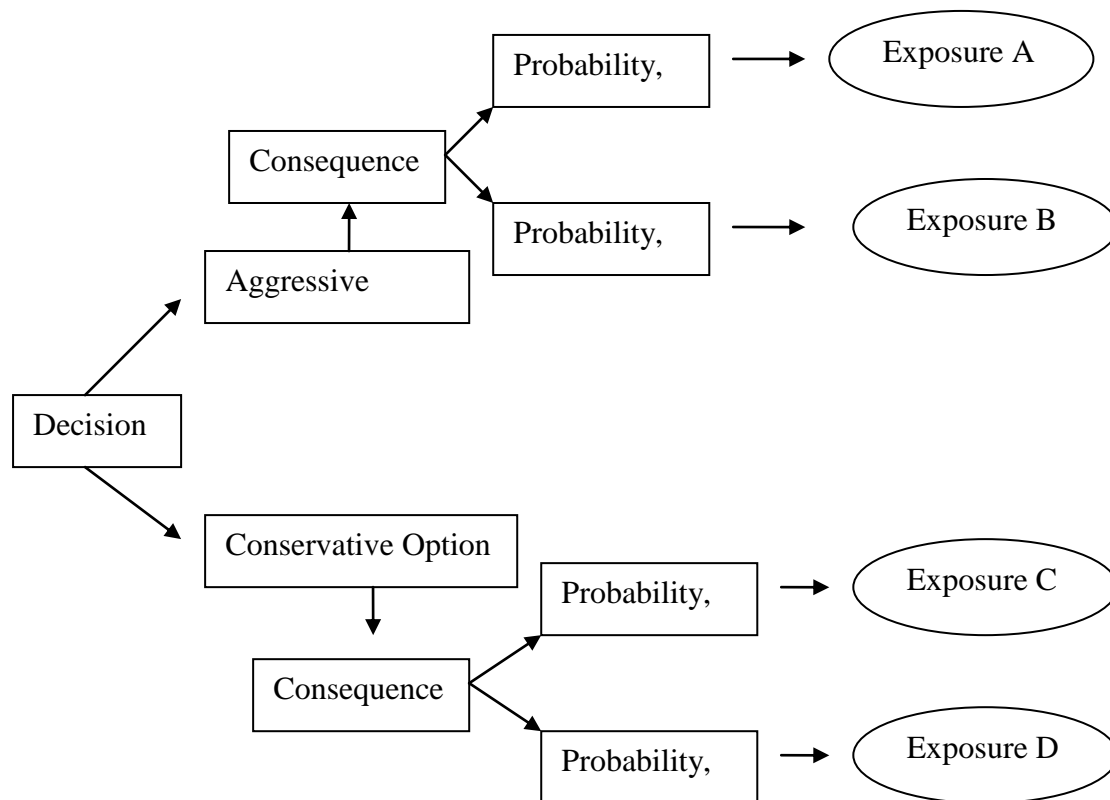 Probability,
Exposure A
Consequence
Probability,
Exposure B
Aggressive
Decision
Conservative Option
Probability,
Exposure C
Consequence
Probability,
Exposure D